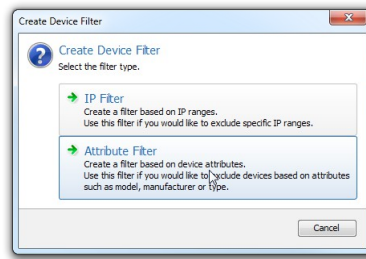 Create Device Filter
Create Device Filter
Select the filter type.
IP Filter
Create a filter based on IP ranges.
Use this filter if you would like to exclude specific IP ranges.
Attribute Filter
Create a filter based on device attributes.
Use this filter if you would like to exclude devices based on attributes
such as model, manufacturer or type.
Cancel